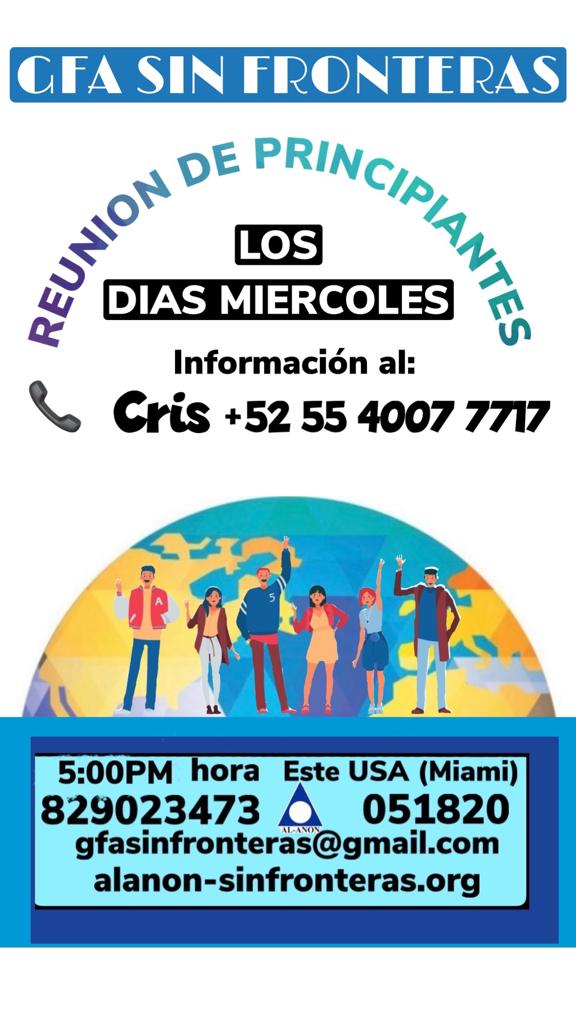 GFA SIN FRONTERAS
REUNION DE PRINCIPIANTES
LOS
DIAS MIERCOLES
Información al:
Cris +52 55 4007 7717
A
5
5:00PM hora Este USA (Miami)
829023473 051820
AL-ANON
gfasinfronteras@gmail.com
alanon-sinfronteras.org